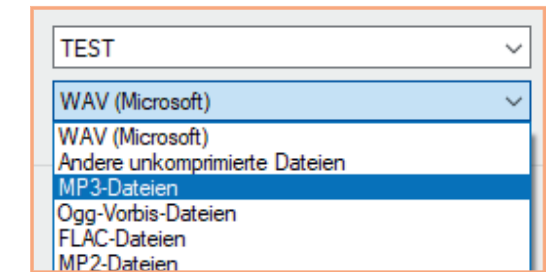 TEST
WAV (Microsoft)
WAV (Microsoft)
Andere unkomprimierte Dateien
MP3-Dateien
Ogg-Vorbis-Dateien
FLAC-Dateien
MP2-Dateien